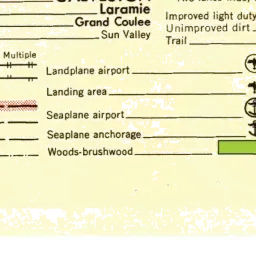 Laramie
Grand Coulee
Sun Valley
Improved light duty
Unimproved dirt
Trail
Multiple
Landplane airport
Landing area
Seaplane airport
Seaplane anchorage
Woods-brushwood